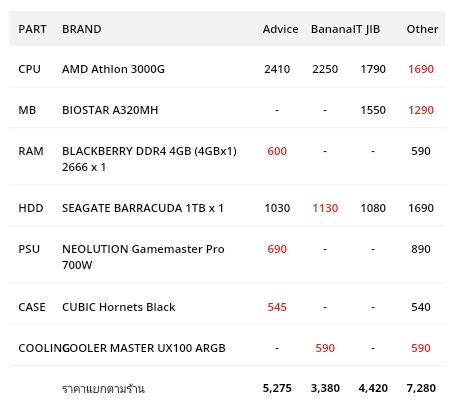 PART BRAND Advice BananaIT JIB Other
CPU AMD Athlon 3000G 2410 2250 1790 1690
MB BIOSTAR A320MH - - 1550 1290
RAM BLACKBERRY DDR4 4GB (4GBx1) 600 - - 590
2666 x 1
HDD SEAGATE BARRACUDA 1TB x 1 1030 1130 1080 1690
PSU NEOLUTION Gamemaster Pro 690 - - 890
700W
CASE CUBIC Hornets Black 545 - - 540
COOLING COOLER MASTER UX100 ARGB - 590 - 590
ราคาแยกตามร้าน 5,275 3,380 4,420 7,280